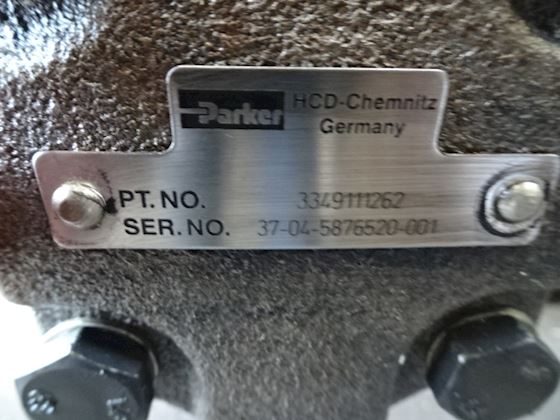 Parker HCD-Chemnitz
Germany
PT. NO. 3349111262
SER. NO. 37-04-5876520-001